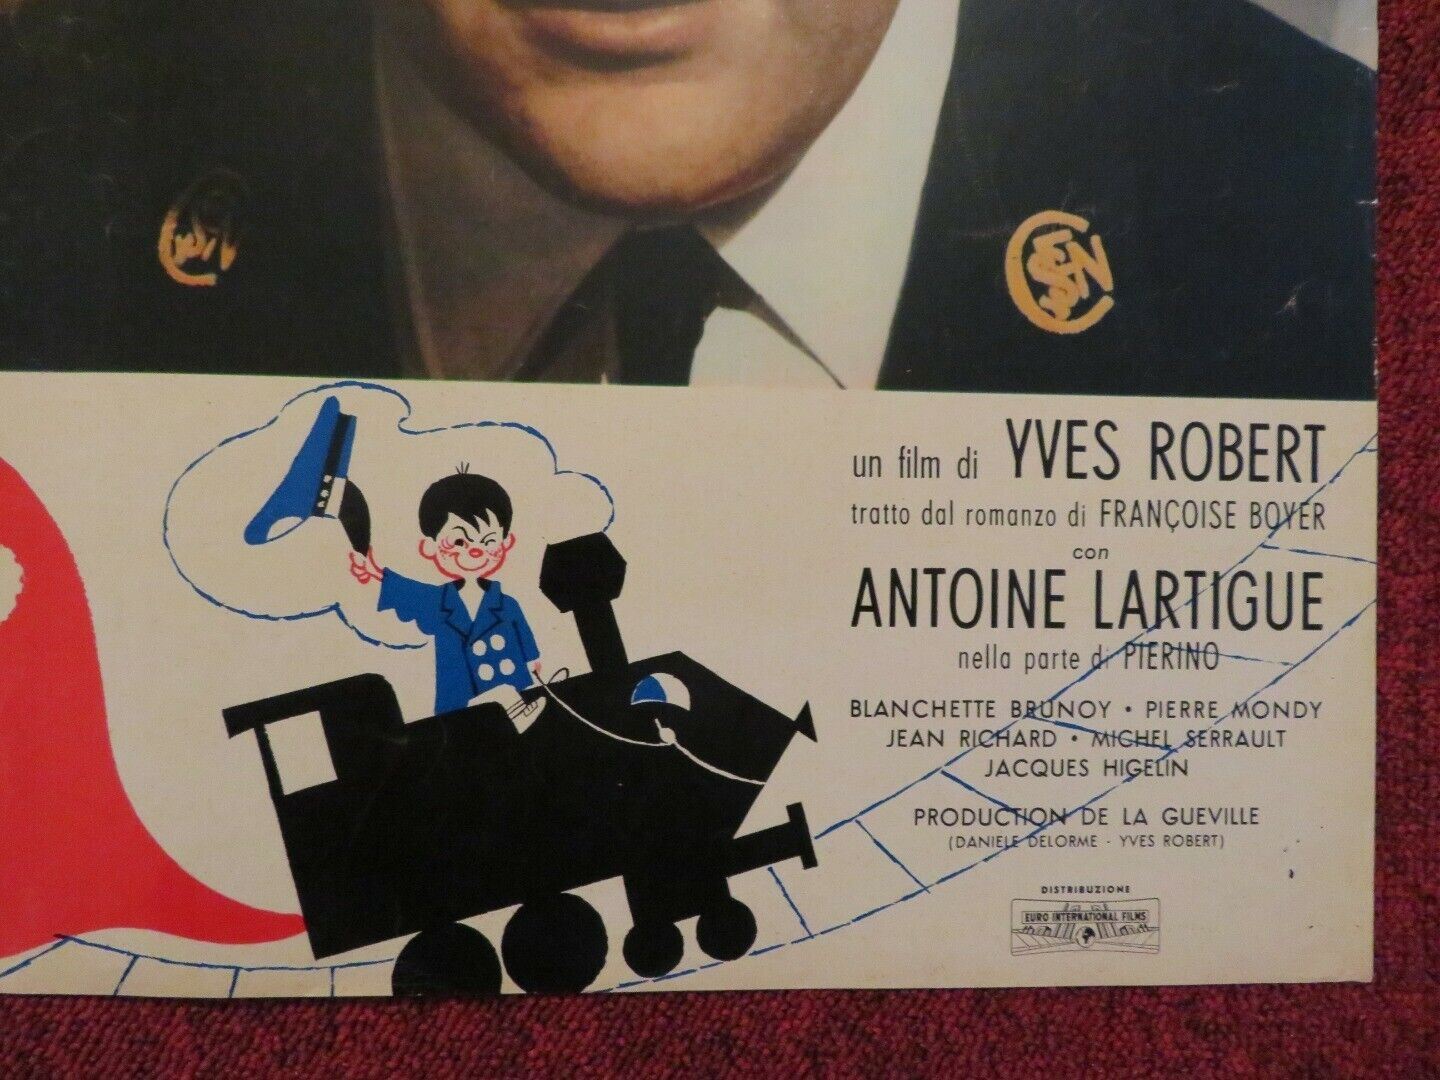 un film di YVES ROBERT
tratto dal romanzo di FRANÇOISE BOYER
con
ANTOINE LARTIGUE
nella parte di PIERINO
BLANCHETTE BRUNOY • PIERRE MONDY
JEAN RICHARD • MICHEL SERRAULT
JACQUES HIGELIN
PRODUCTION DE LA GUEVILLE
(DANIELE DELORME - YVES ROBERT)
DISTRIBUZIONE
EURO INTERNATIONAL FILMS